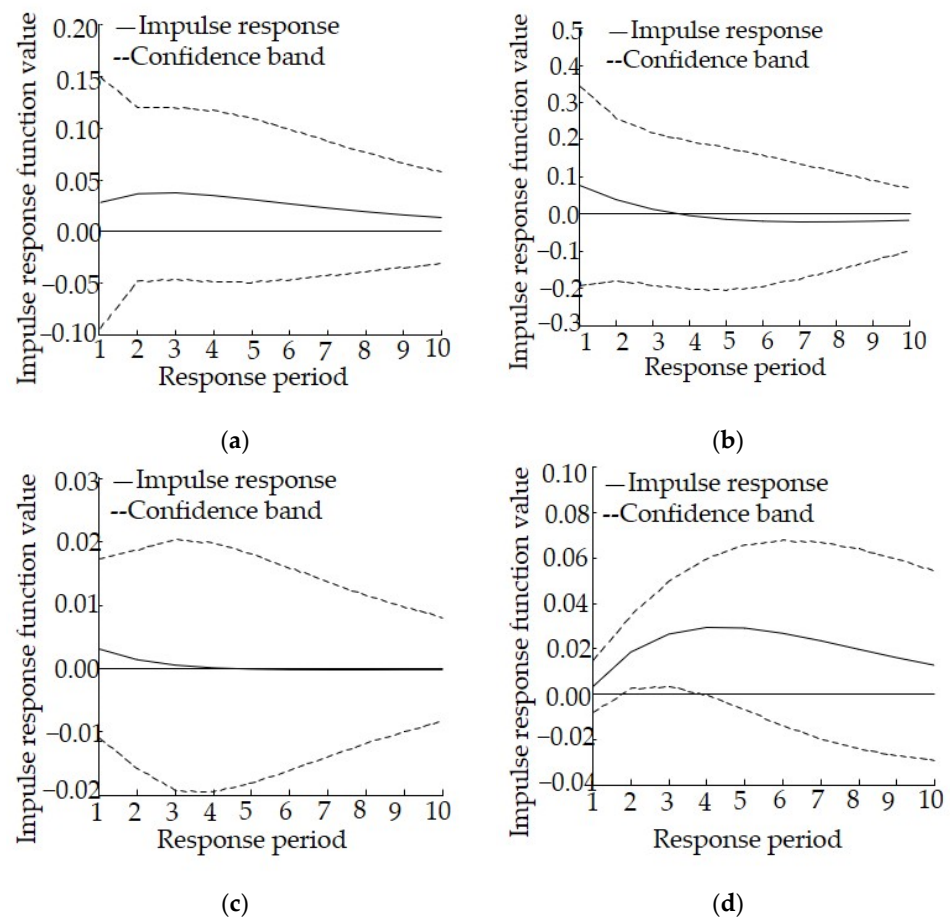 Impulse response function value
0.20
0.15
0.10
0.05
0.00
−0.05
−0.10
— Impulse response
--Confidence band
1 2 3 4 5 6 7 8 9 10
Response period
(a)
Impulse response function value
0.5
0.4
0.3
0.2
0.1
0.0
−0.1
−0.2
−0.3
— Impulse response
--Confidence band
1 2 3 4 5 6 7 8 9 10
Response period
(b)
Impulse response function value
0.03
0.02
0.01
0.00
−0.01
−0.02
— Impulse response
--Confidence band
1 2 3 4 5 6 7 8 9 10
Response period
(c)
Impulse response function value
0.10
0.08
0.06
0.04
0.02
0.00
−0.02
−0.04
— Impulse response
--Confidence band
1 2 3 4 5 6 7 8 9 10
Response period
(d)